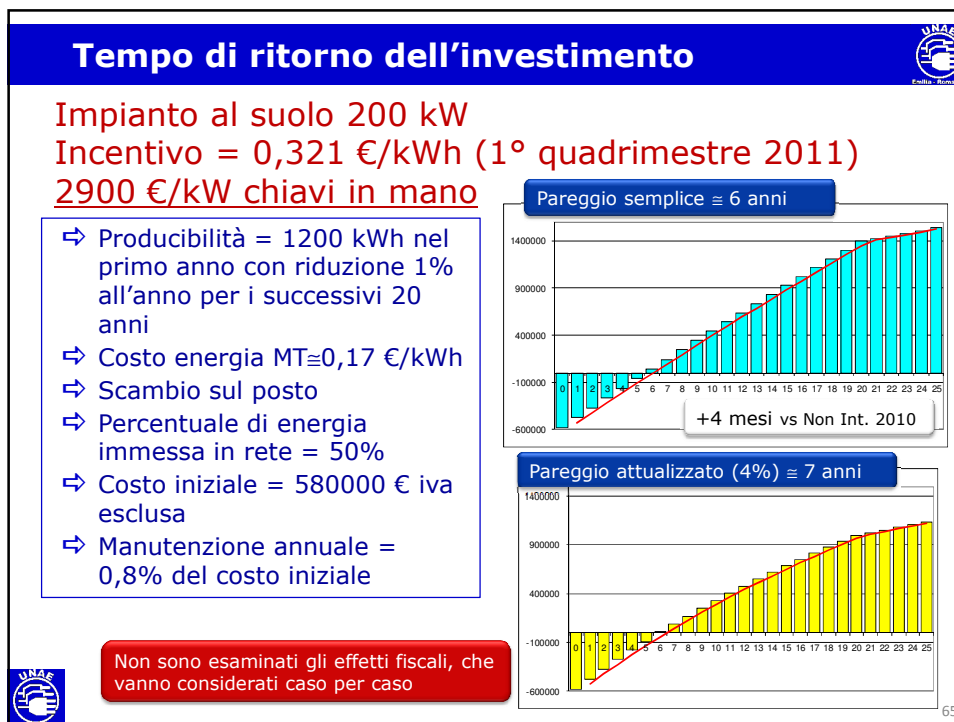 Tempo di ritorno dell'investimento
UNAE
Emilia - Roma
Impianto al suolo 200 kW
Incentivo = 0,321 €/kWh (1° quadrimestre 2011)
2900 €/kW chiavi in mano
⇨ Producibilità = 1200 kWh nel
primo anno con riduzione 1%
all'anno per i successivi 20
anni
⇨ Costo energia MT≅0,17 €/kWh
⇨ Scambio sul posto
⇨ Percentuale di energia
immessa in rete = 50%
⇨ Costo iniziale = 580000 € iva
esclusa
⇨ Manutenzione annuale =
0,8% del costo iniziale
Pareggio semplice ≅ 6 anni
1400000
900000
400000
-100000
-600000
0 1 2 3 4 5 6 7 8 9 10 11 12 13 14 15 16 17 18 19 20 21 22 23 24 25
+4 mesi vs Non Int. 2010
Pareggio attualizzato (4%) ≅ 7 anni
1400000
900000
400000
-100000
-600000
0 1 2 3 4 5 6 7 8 9 10 11 12 13 14 15 16 17 18 19 20 21 22 23 24 25
Non sono esaminati gli effetti fiscali, che
vanno considerati caso per caso
UNAE
65